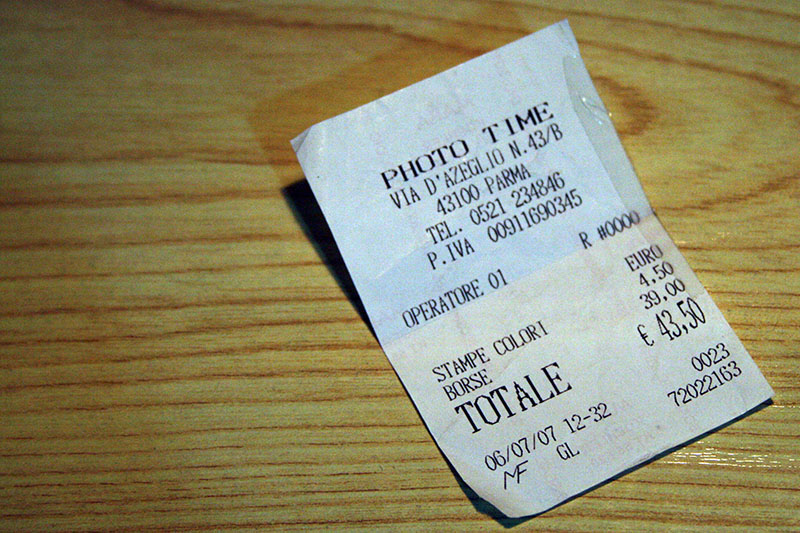 PHOTO TIME
VIA D'AZEGLIO N.43/B
43100 PARMA
TEL. 0521 234846
P.IVA 00911690345
OPERATORE 01 R #0000
EURO
STAMPE COLORI 4,50
BORSE 39,00
TOTALE € 43,50
06/07/07 12-32 0023
MF GL 72022163